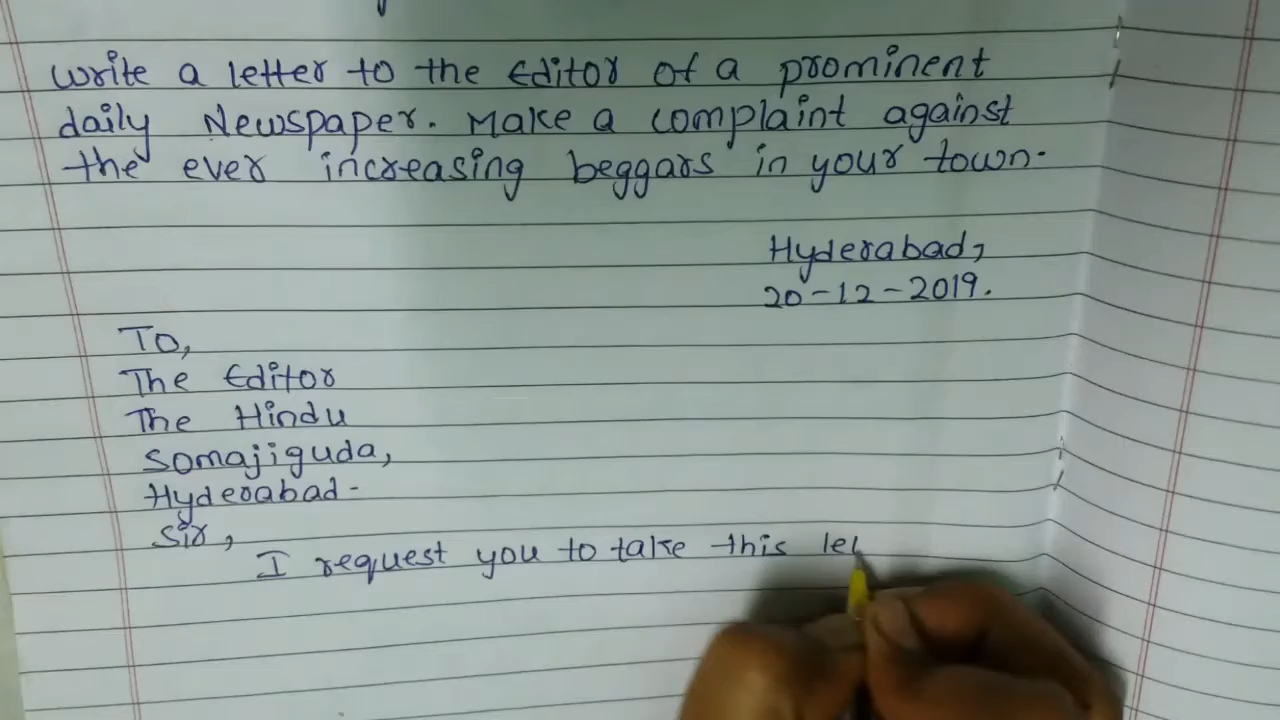 Write a letter to the Editor of a prominent
daily Newspaper. Make a complaint against
the ever increasing beggars in your town.
Hyderabad,
20-12-2019.
To,
The Editor
The Hindu
Somajiguda,
Hyderabad.
Sir,
I request you to take this